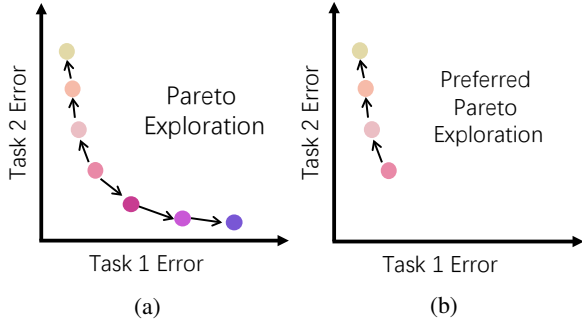 Task 2 Error
Pareto
Exploration
Task 1 Error
(a)
Task 2 Error
Preferred
Pareto
Exploration
Task 1 Error
(b)